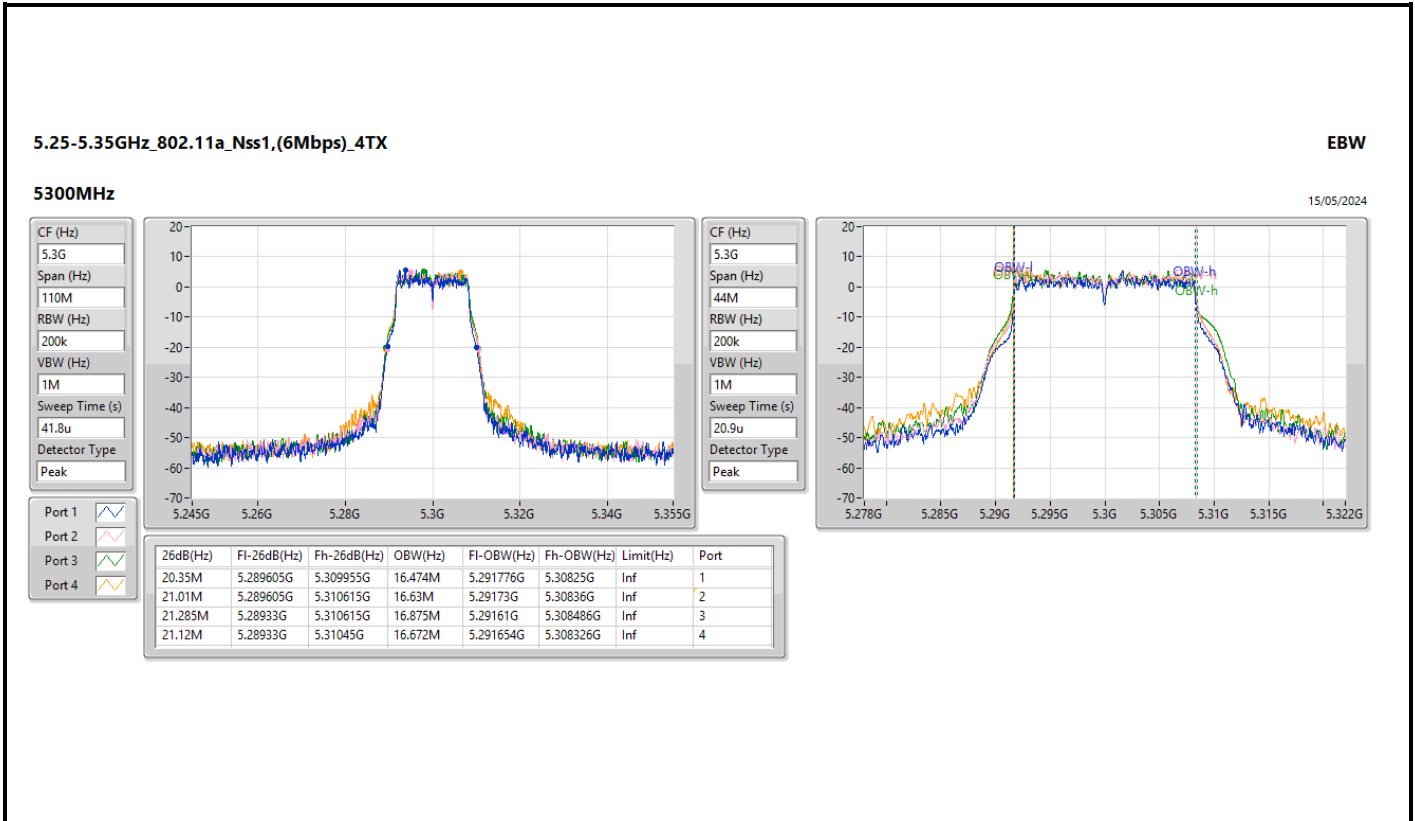 5.25-5.35GHz_802.11a_Nss1,(6Mbps)_4TX
EBW
5300MHz
15/05/2024
CF (Hz)
5.3G
Span (Hz)
110M
RBW (Hz)
200k
VBW (Hz)
1M
Sweep Time (s)
41.8u
Detector Type
Peak
20
10
0
-10
-20
-30
-40
-50
-60
-70
5.245G 5.26G 5.28G 5.3G 5.32G 5.34G 5.355G
CF (Hz)
5.3G
Span (Hz)
44M
RBW (Hz)
200k
VBW (Hz)
1M
Sweep Time (s)
20.9u
Detector Type
Peak
20
10
0
-10
-20
-30
-40
-50
-60
-70
OBW-h
OBW-h
5.278G 5.285G 5.29G 5.295G 5.3G 5.305G 5.31G 5.315G 5.322G
Port 1
Port 2
Port 3
Port 4
26dB(Hz) Fl-26dB(Hz) Fh-26dB(Hz) OBW(Hz) Fl-OBW(Hz) Fh-OBW(Hz) Limit(Hz) Port
20.35M 5.289605G 5.309955G 16.474M 5.291776G 5.30825G Inf 1
21.01M 5.289605G 5.310615G 16.63M 5.29173G 5.30836G Inf 2
21.285M 5.28933G 5.310615G 16.875M 5.29161G 5.308486G Inf 3
21.12M 5.28933G 5.31045G 16.672M 5.291654G 5.308326G Inf 4